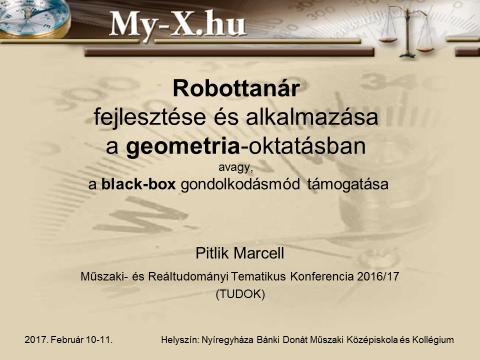 My-X.hu
Robottanár
fejlesztése és alkalmazása
a geometria-oktatásban
avagy,
a black-box gondolkodásmód támogatása
Pitlik Marcell
Műszaki- és Reáltudományi Tematikus Konferencia 2016/17
(TUDOK)
2017. Február 10-11.
Helyszín: Nyíregyháza Bánki Donát Műszaki Középiskola és Kollégium